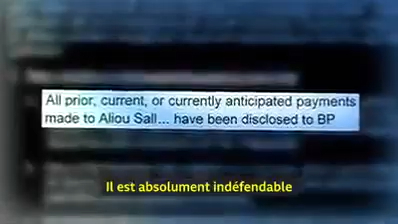 All prior, current, or currently anticipated payments
made to Aliou Sall... have been disclosed to BP
Il est absolument indéfendable